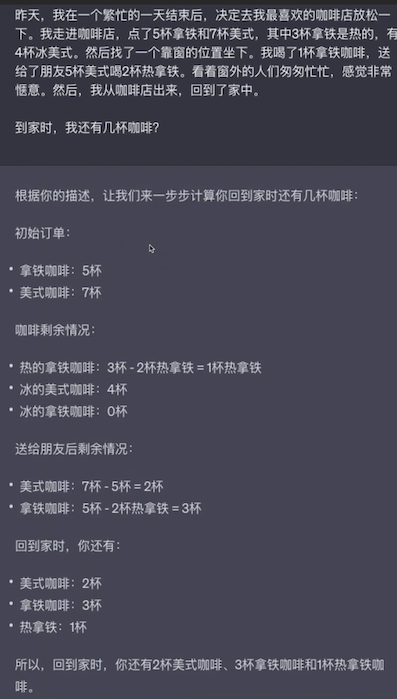 昨天，我在一个繁忙的一天结束后，决定去我最喜欢的咖啡店放松一
下。我走进咖啡店，点了5杯拿铁和7杯美式，其中3杯拿铁是热的，有
4杯冰美式。然后找了一个靠窗的位置坐下。我喝了1杯拿铁咖啡，送
给了朋友5杯美式喝2杯热拿铁。看着窗外的人们匆匆忙忙，感觉非常
惬意。然后，我从咖啡店出来，回到了家中。
到家时，我还有几杯咖啡？
根据你的描述，让我们来一步步计算你回到家时还有几杯咖啡：
初始订单：
• 拿铁咖啡：5杯
• 美式咖啡：7杯
咖啡剩余情况：
• 热的拿铁咖啡：3杯 - 2杯热拿铁 = 1杯热拿铁
• 冰的美式咖啡：4杯
• 冰的拿铁咖啡：0杯
送给朋友后剩余情况：
• 美式咖啡：7杯 - 5杯 = 2杯
• 拿铁咖啡：5杯 - 2杯热拿铁 = 3杯
回到家时，你还有：
• 美式咖啡：2杯
• 拿铁咖啡：3杯
• 热拿铁：1杯
所以，回到家时，你还有2杯美式咖啡、3杯拿铁咖啡和1杯热拿铁咖
啡。